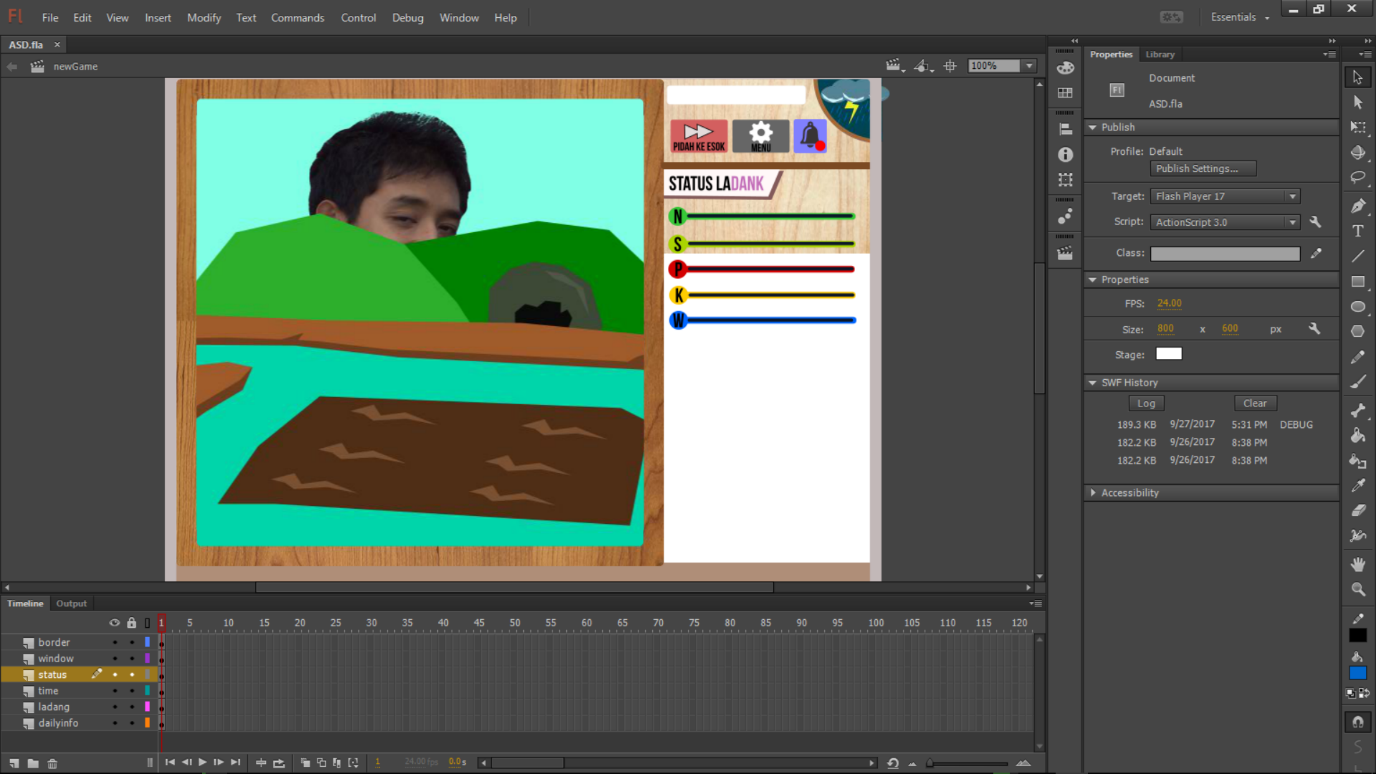 Fl File Edit View Insert Modify Text Commands Control Debug Window Help Essentials
ASD.fla ×
newGame 100%
PIDAH KE ESOK MENU
STATUS LADANK
N
S
P
K
W
Properties Library
Document
Fl
ASD.fla
Publish
Profile: Default
Publish Settings...
Target: Flash Player 17
Script: ActionScript 3.0
Class:
Properties
FPS: 24.00
Size: 800 x 600 px
Stage:
SWF History
Log Clear
189.3 KB 9/27/2017 5:31 PM DEBUG
182.2 KB 9/26/2017 8:38 PM
182.2 KB 9/26/2017 8:38 PM
Accessibility
Timeline Output
1 5 10 15 20 25 30 35 40 45 50 55 60 65 70 75 80 85 90 95 100 105 110 115 120
border
window
status
time
ladang
dailyinfo
1 24.00 fps 0.0 s